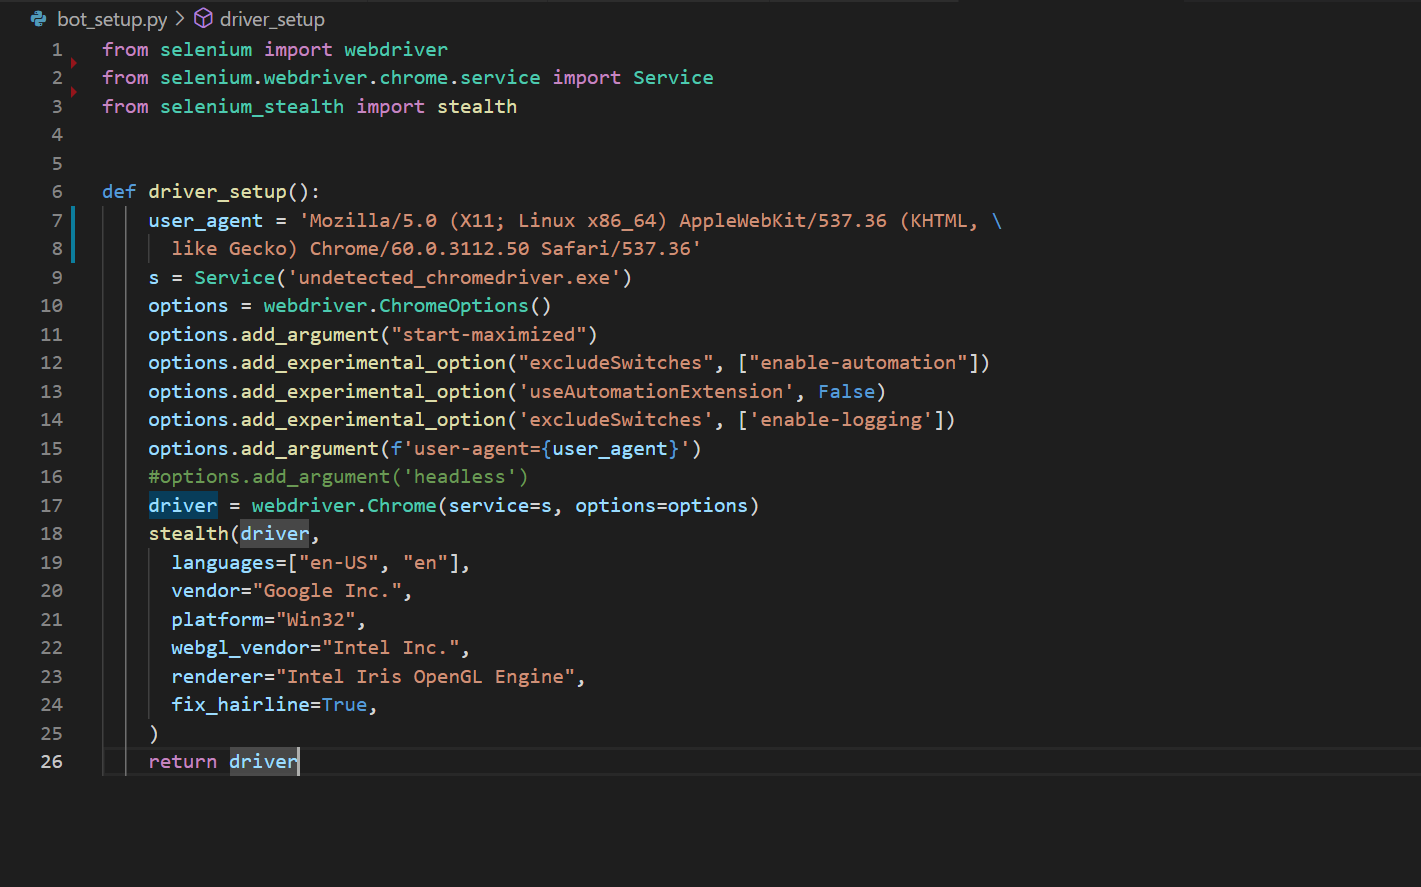 bot_setup.py > driver_setup
1 from selenium import webdriver
2 from selenium.webdriver.chrome.service import Service
3 from selenium_stealth import stealth
4
5
6 def driver_setup():
7     user_agent = 'Mozilla/5.0 (X11; Linux x86_64) AppleWebKit/537.36 (KHTML, \
8       like Gecko) Chrome/60.0.3112.50 Safari/537.36'
9     s = Service('undetected_chromedriver.exe')
10     options = webdriver.ChromeOptions()
11     options.add_argument("start-maximized")
12     options.add_experimental_option("excludeSwitches", ["enable-automation"])
13     options.add_experimental_option('useAutomationExtension', False)
14     options.add_experimental_option('excludeSwitches', ['enable-logging'])
15     options.add_argument(f'user-agent={user_agent}')
16     #options.add_argument('headless')
17     driver = webdriver.Chrome(service=s, options=options)
18     stealth(driver,
19       languages=["en-US", "en"],
20       vendor="Google Inc.",
21       platform="Win32",
22       webgl_vendor="Intel Inc.",
23       renderer="Intel Iris OpenGL Engine",
24       fix_hairline=True,
25     )
26     return driver